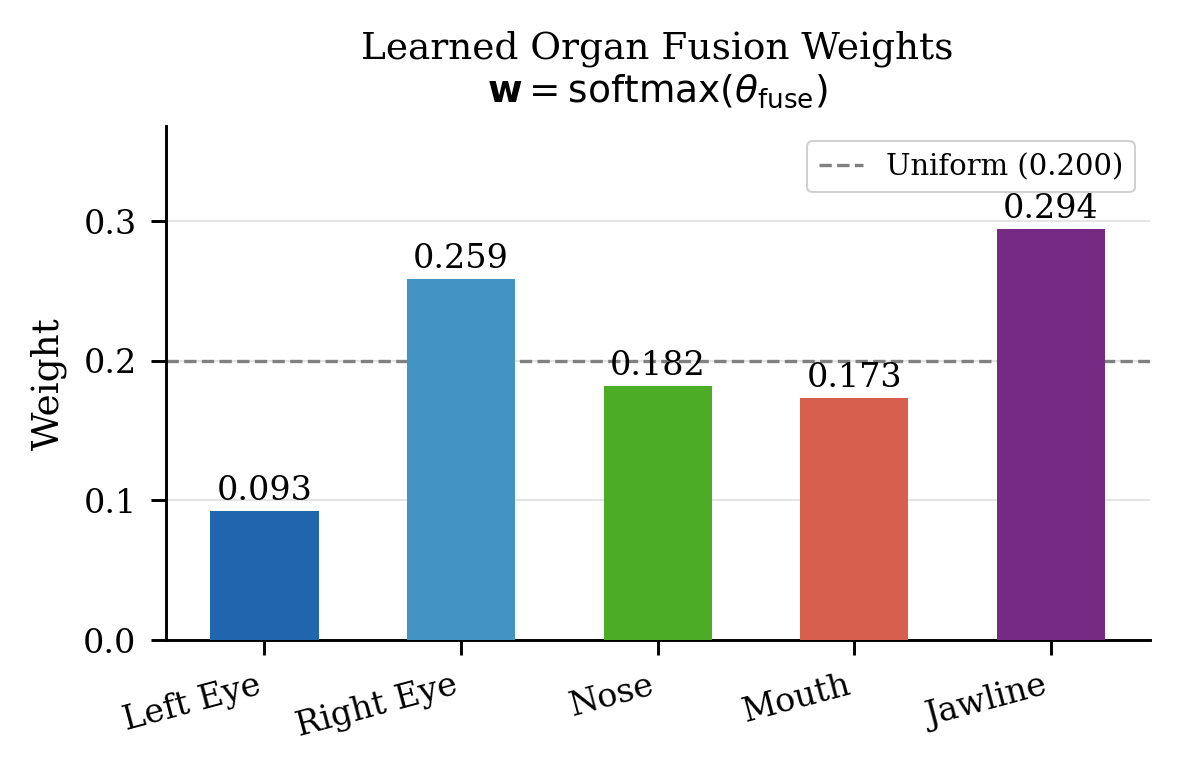 Learned Organ Fusion Weights
w = softmax(θ_fuse)
Uniform (0.200)
Weight
0.3
0.2
0.1
0.0
0.093
0.259
0.182
0.173
0.294
Left Eye
Right Eye
Nose
Mouth
Jawline